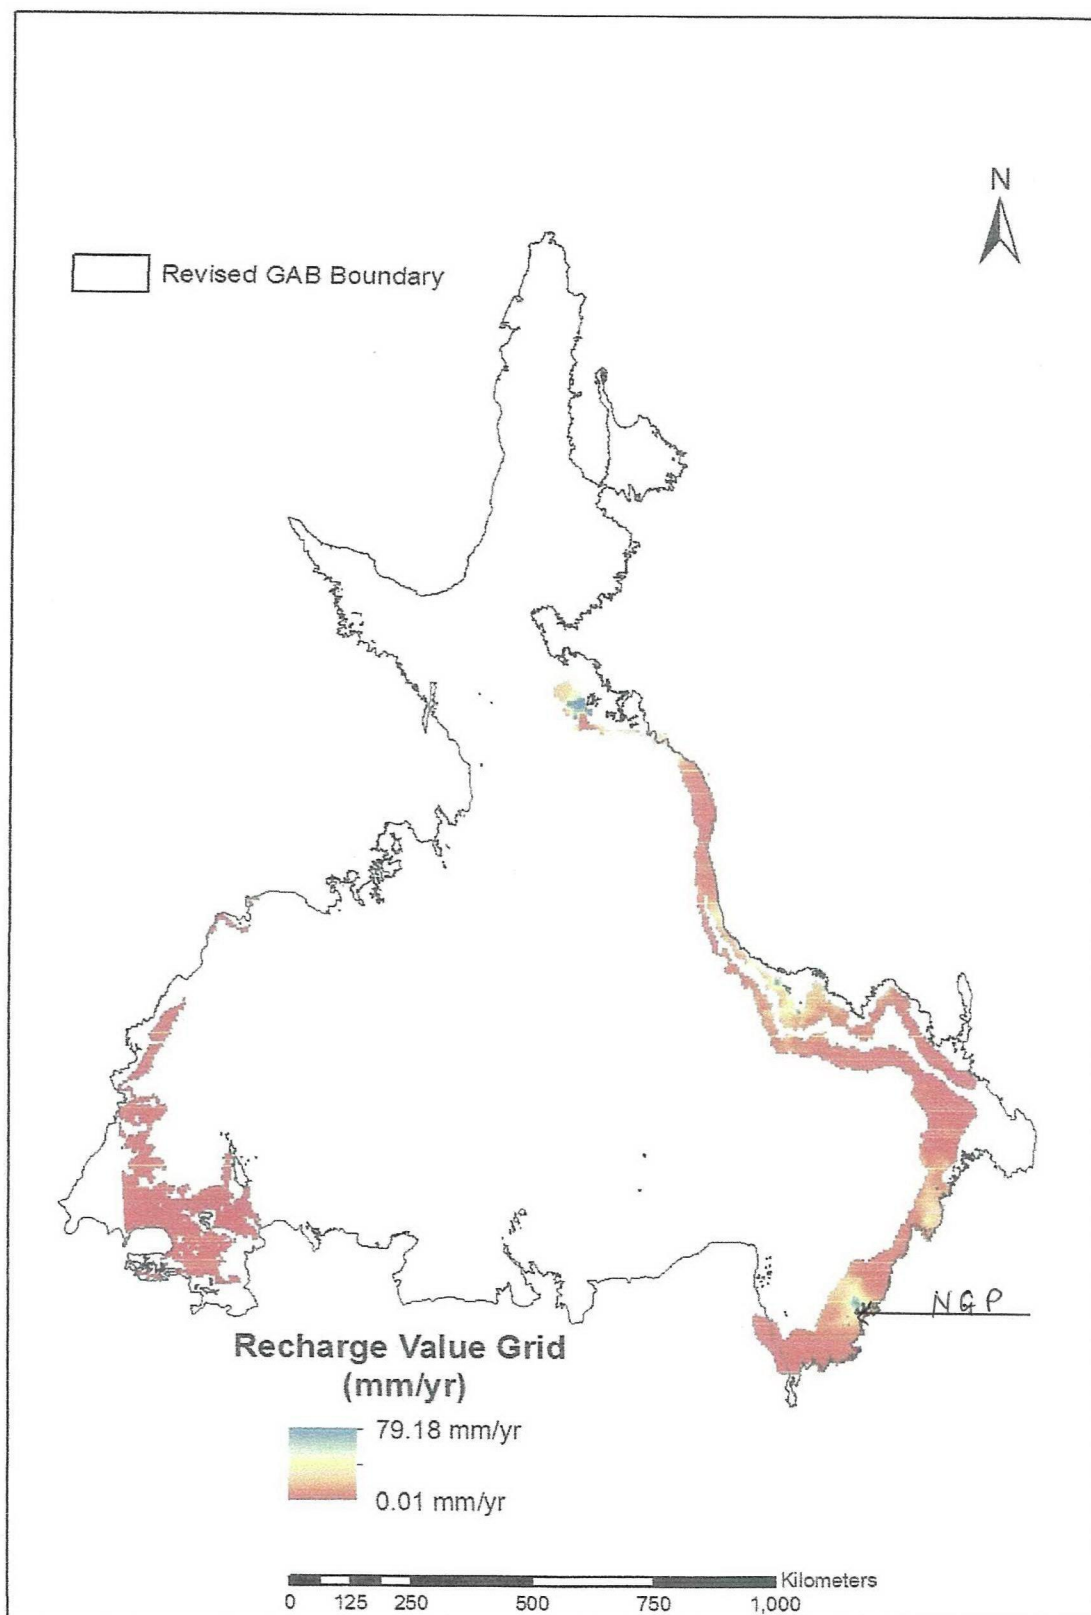 N
Revised GAB Boundary
NGP
Recharge Value Grid
(mm/yr)
79.18 mm/yr
0.01 mm/yr
Kilometers
0 125 250 500 750 1,000